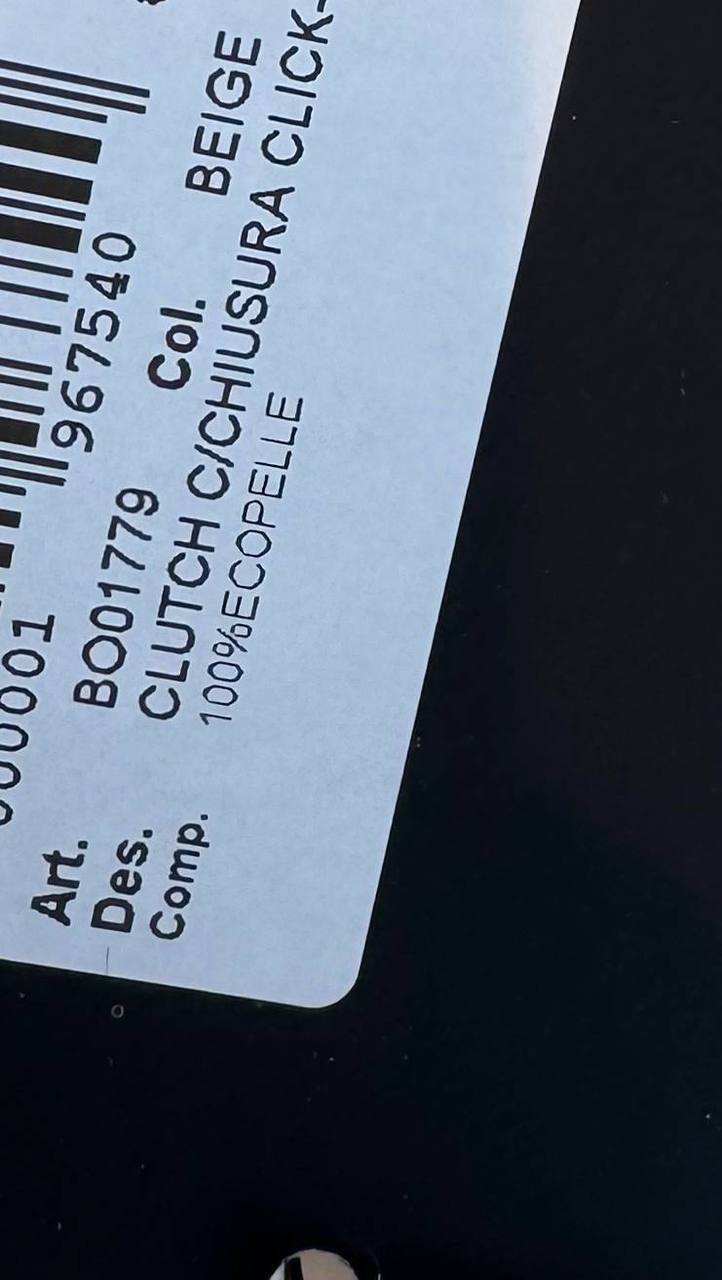 000001 967540
Art. BO01779 Col. BEIGE
Des. CLUTCH C/CHIUSURA CLICK-
Comp. 100%ECOPELLE